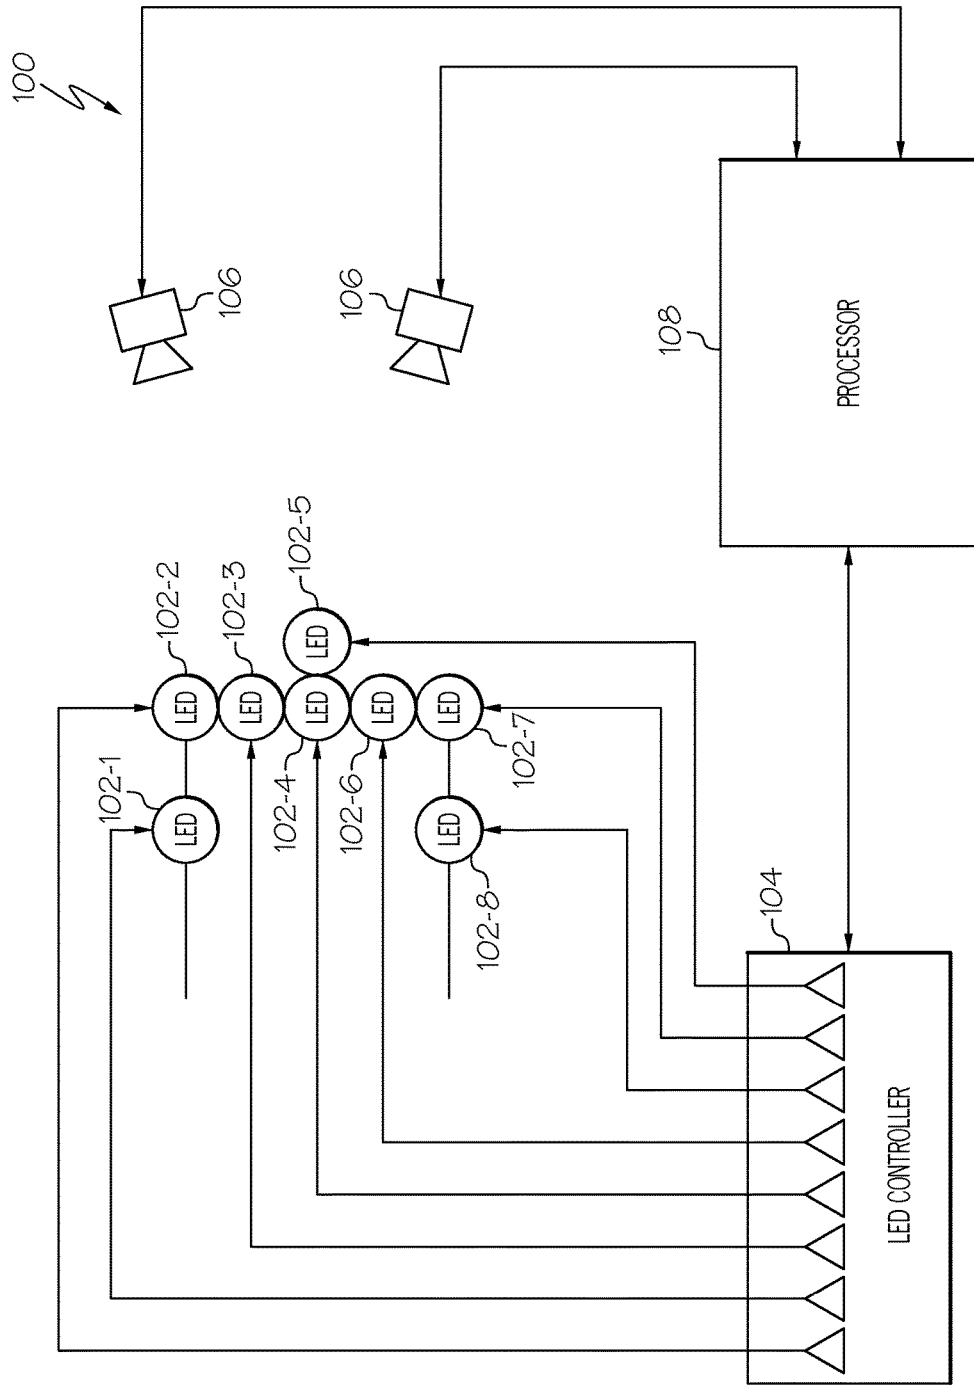 100
106
106
102-1
102-2
102-3
102-4
102-5
102-6
102-7
102-8
LED
LED
LED
LED
LED
LED
LED
LED
104
LED CONTROLLER
108
PROCESSOR